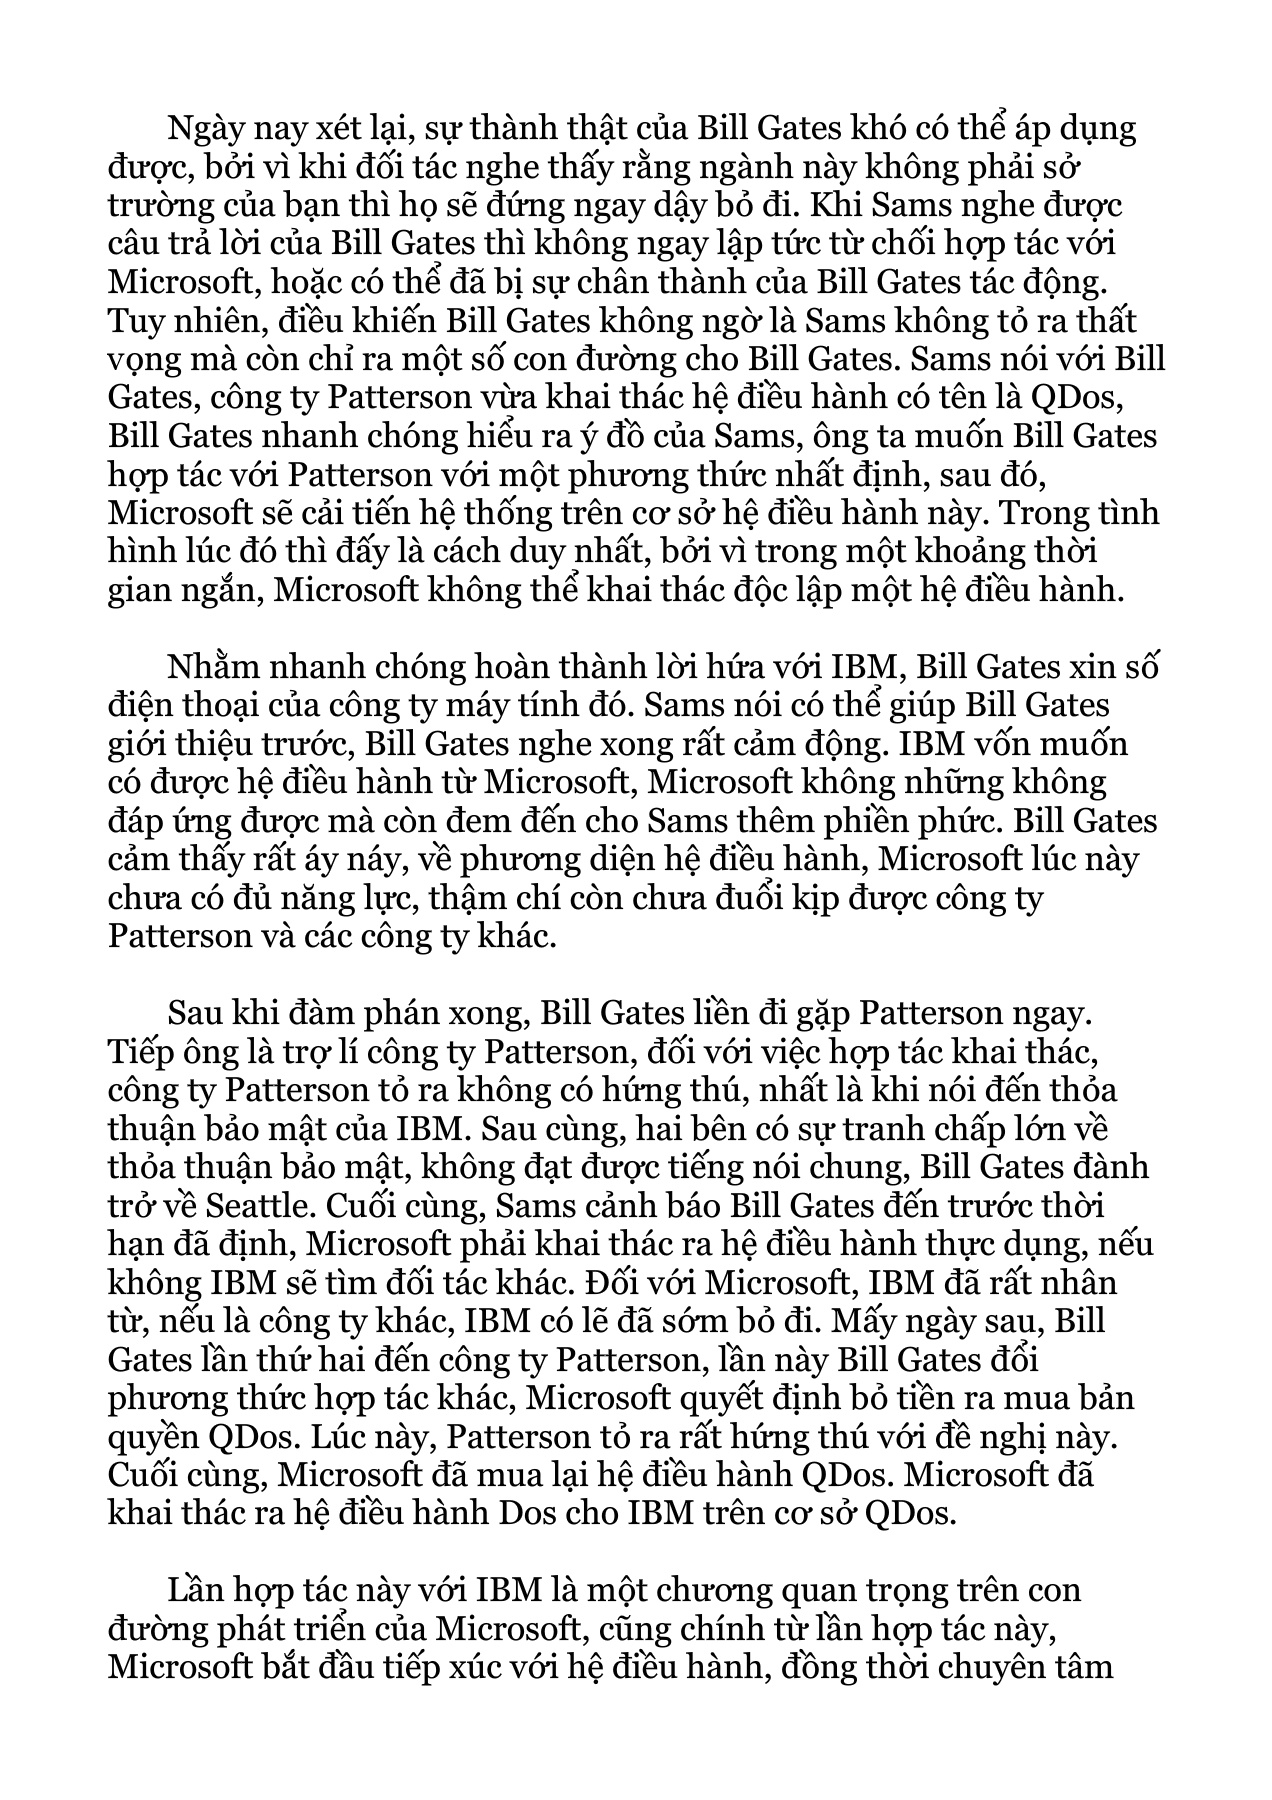 Ngày nay xét lại, sự thành thật của Bill Gates khó có thể áp dụng
được, bởi vì khi đối tác nghe thấy rằng ngành này không phải sở
trường của bạn thì họ sẽ đứng ngay dậy bỏ đi. Khi Sams nghe được
câu trả lời của Bill Gates thì không ngay lập tức từ chối hợp tác với
Microsoft, hoặc có thể đã bị sự chân thành của Bill Gates tác động.
Tuy nhiên, điều khiến Bill Gates không ngờ là Sams không tỏ ra thất
vọng mà còn chỉ ra một số con đường cho Bill Gates. Sams nói với Bill
Gates, công ty Patterson vừa khai thác hệ điều hành có tên là QDos,
Bill Gates nhanh chóng hiểu ra ý đồ của Sams, ông ta muốn Bill Gates
hợp tác với Patterson với một phương thức nhất định, sau đó,
Microsoft sẽ cải tiến hệ thống trên cơ sở hệ điều hành này. Trong tình
hình lúc đó thì đấy là cách duy nhất, bởi vì trong một khoảng thời
gian ngắn, Microsoft không thể khai thác độc lập một hệ điều hành.
Nhằm nhanh chóng hoàn thành lời hứa với IBM, Bill Gates xin số
điện thoại của công ty máy tính đó. Sams nói có thể giúp Bill Gates
giới thiệu trước, Bill Gates nghe xong rất cảm động. IBM vốn muốn
có được hệ điều hành từ Microsoft, Microsoft không những không
đáp ứng được mà còn đem đến cho Sams thêm phiền phức. Bill Gates
cảm thấy rất áy náy, về phương diện hệ điều hành, Microsoft lúc này
chưa có đủ năng lực, thậm chí còn chưa đuổi kịp được công ty
Patterson và các công ty khác.
Sau khi đàm phán xong, Bill Gates liền đi gặp Patterson ngay.
Tiếp ông là trợ lí công ty Patterson, đối với việc hợp tác khai thác,
công ty Patterson tỏ ra không có hứng thú, nhất là khi nói đến thỏa
thuận bảo mật của IBM. Sau cùng, hai bên có sự tranh chấp lớn về
thỏa thuận bảo mật, không đạt được tiếng nói chung, Bill Gates đành
trở về Seattle. Cuối cùng, Sams cảnh báo Bill Gates đến trước thời
hạn đã định, Microsoft phải khai thác ra hệ điều hành thực dụng, nếu
không IBM sẽ tìm đối tác khác. Đối với Microsoft, IBM đã rất nhân
từ, nếu là công ty khác, IBM có lẽ đã sớm bỏ đi. Mấy ngày sau, Bill
Gates lần thứ hai đến công ty Patterson, lần này Bill Gates đổi
phương thức hợp tác khác, Microsoft quyết định bỏ tiền ra mua bản
quyền QDos. Lúc này, Patterson tỏ ra rất hứng thú với đề nghị này.
Cuối cùng, Microsoft đã mua lại hệ điều hành QDos. Microsoft đã
khai thác ra hệ điều hành Dos cho IBM trên cơ sở QDos.
Lần hợp tác này với IBM là một chương quan trọng trên con
đường phát triển của Microsoft, cũng chính từ lần hợp tác này,
Microsoft bắt đầu tiếp xúc với hệ điều hành, đồng thời chuyên tâm